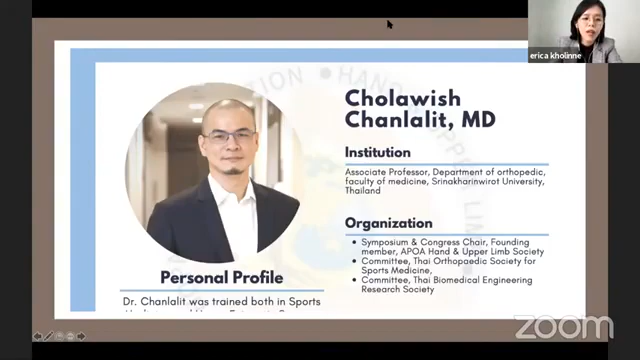 erica kholinne
Cholawish
Chanlalit, MD
Institution
Associate Professor, Department of orthopedic,
faculty of medicine, Srinakharinwirot University,
Thailand
Organization
Symposium & Congress Chair, Founding
member, APOA Hand & Upper Limb Society
Committee, Thai Orthopaedic Society for
Sports Medicine,
Committee, Thai Biomedical Engineering
Research Society
Personal Profile
Dr. Chanlalit was trained both in Sports
zoom